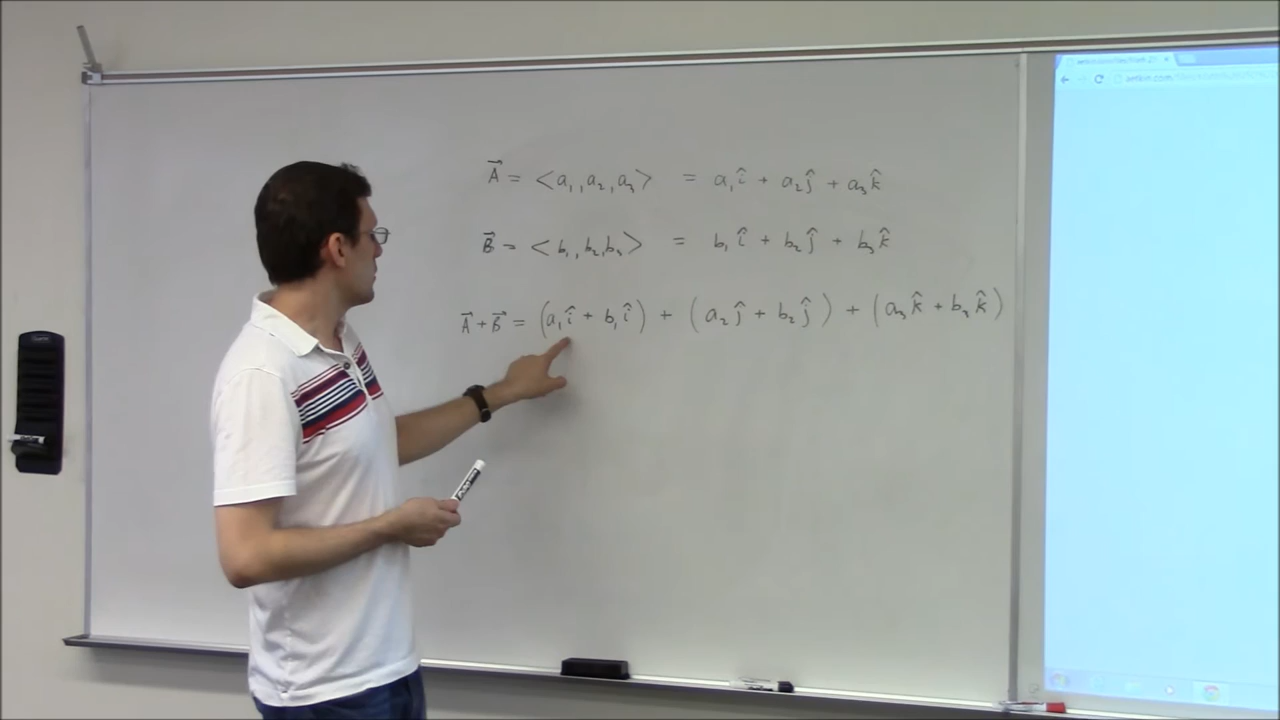 A⃗ = <a₁, a₂, a₃> = a₁î + a₂ĵ + a₃k̂
B⃗ = <b₁, b₂, b₃> = b₁î + b₂ĵ + b₃k̂
A⃗ + B⃗ = (a₁î + b₁î) + (a₂ĵ + b₂ĵ) + (a₃k̂ + b₃k̂)